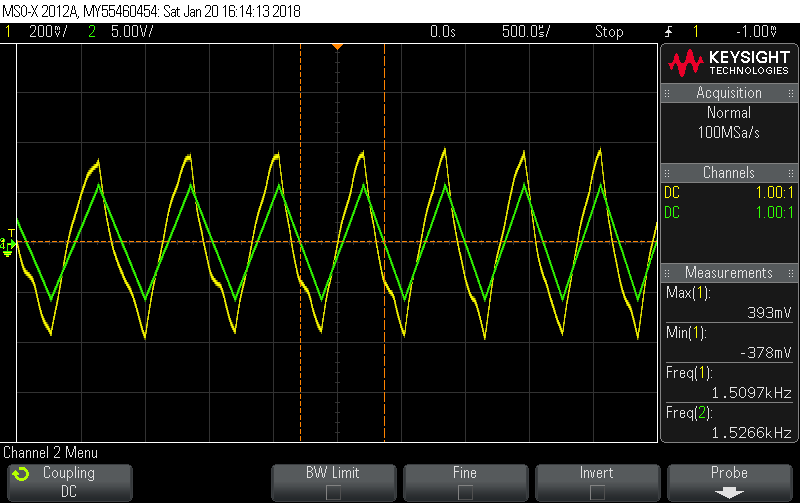 MSO-X 2012A, MY55460454: Sat Jan 20 16:14:13 2018
1 200mV/ 2 5.00V/ 0.0s 500.0µs/ Stop 1 -1.00mV
KEYSIGHT
TECHNOLOGIES
Acquisition
Normal
100MSa/s
Channels
DC 1.00:1
DC 1.00:1
Measurements
Max(1):
393mV
Min(1):
-378mV
Freq(1):
1.5097kHz
Freq(2):
1.5266kHz
T
Channel 2 Menu
Coupling
DC
BW Limit
Fine
Invert
Probe